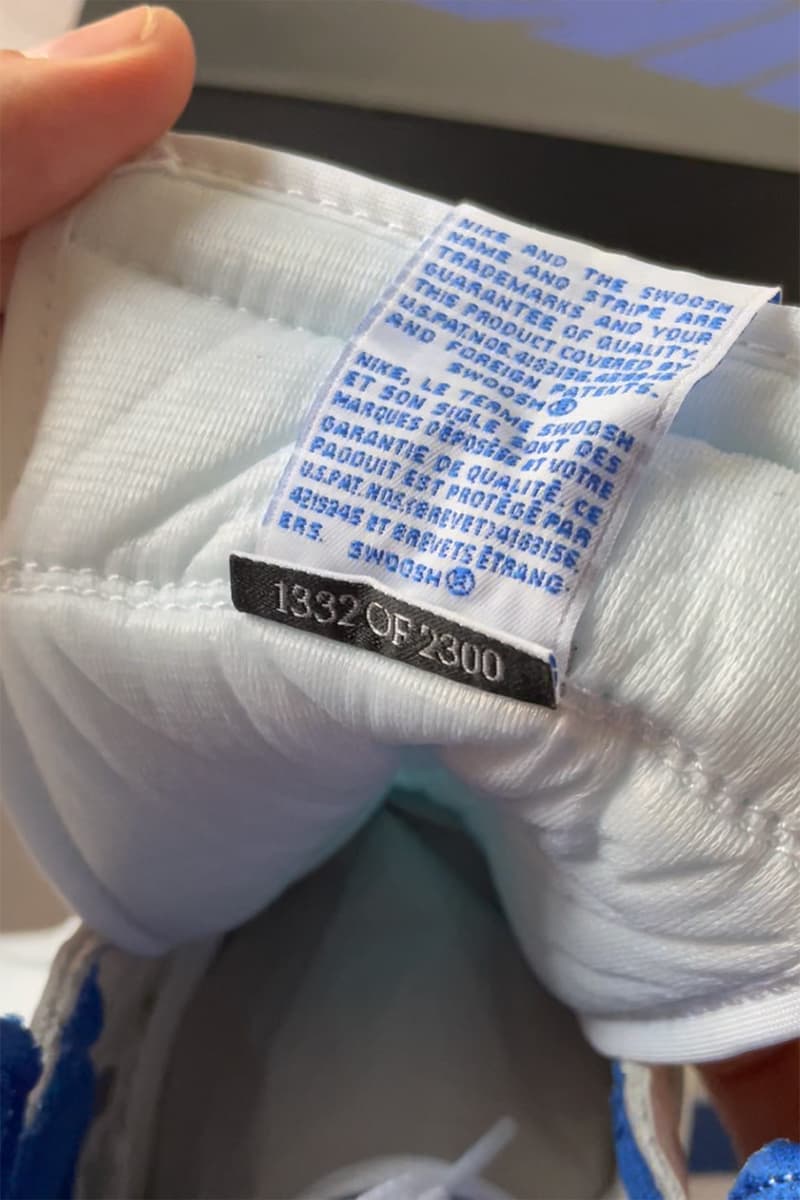 NIKE AND THE SWOOSH
NAME AND STRIPE ARE
TRADEMARKS AND YOUR
GUARANTEE OF QUALITY.
THIS PRODUCT COVERED BY
U.S.PAT.NOS.4183156.4219945
AND FOREIGN PATENTS.
SWOOSH®
NIKE, LE TERME SWOOSH
ET SON SIGLE SONT DES
MARQUES DÉPOSÉES ET VOTRE
GARANTIE DE QUALITÉ. CE
PRODUIT EST PROTÉGÉ PAR
U.S.PAT.NOS.(BREVET)4183156
4219945 ET BREVETS ÉTRANG-
ERS. SWOOSH®
1332 OF 2300